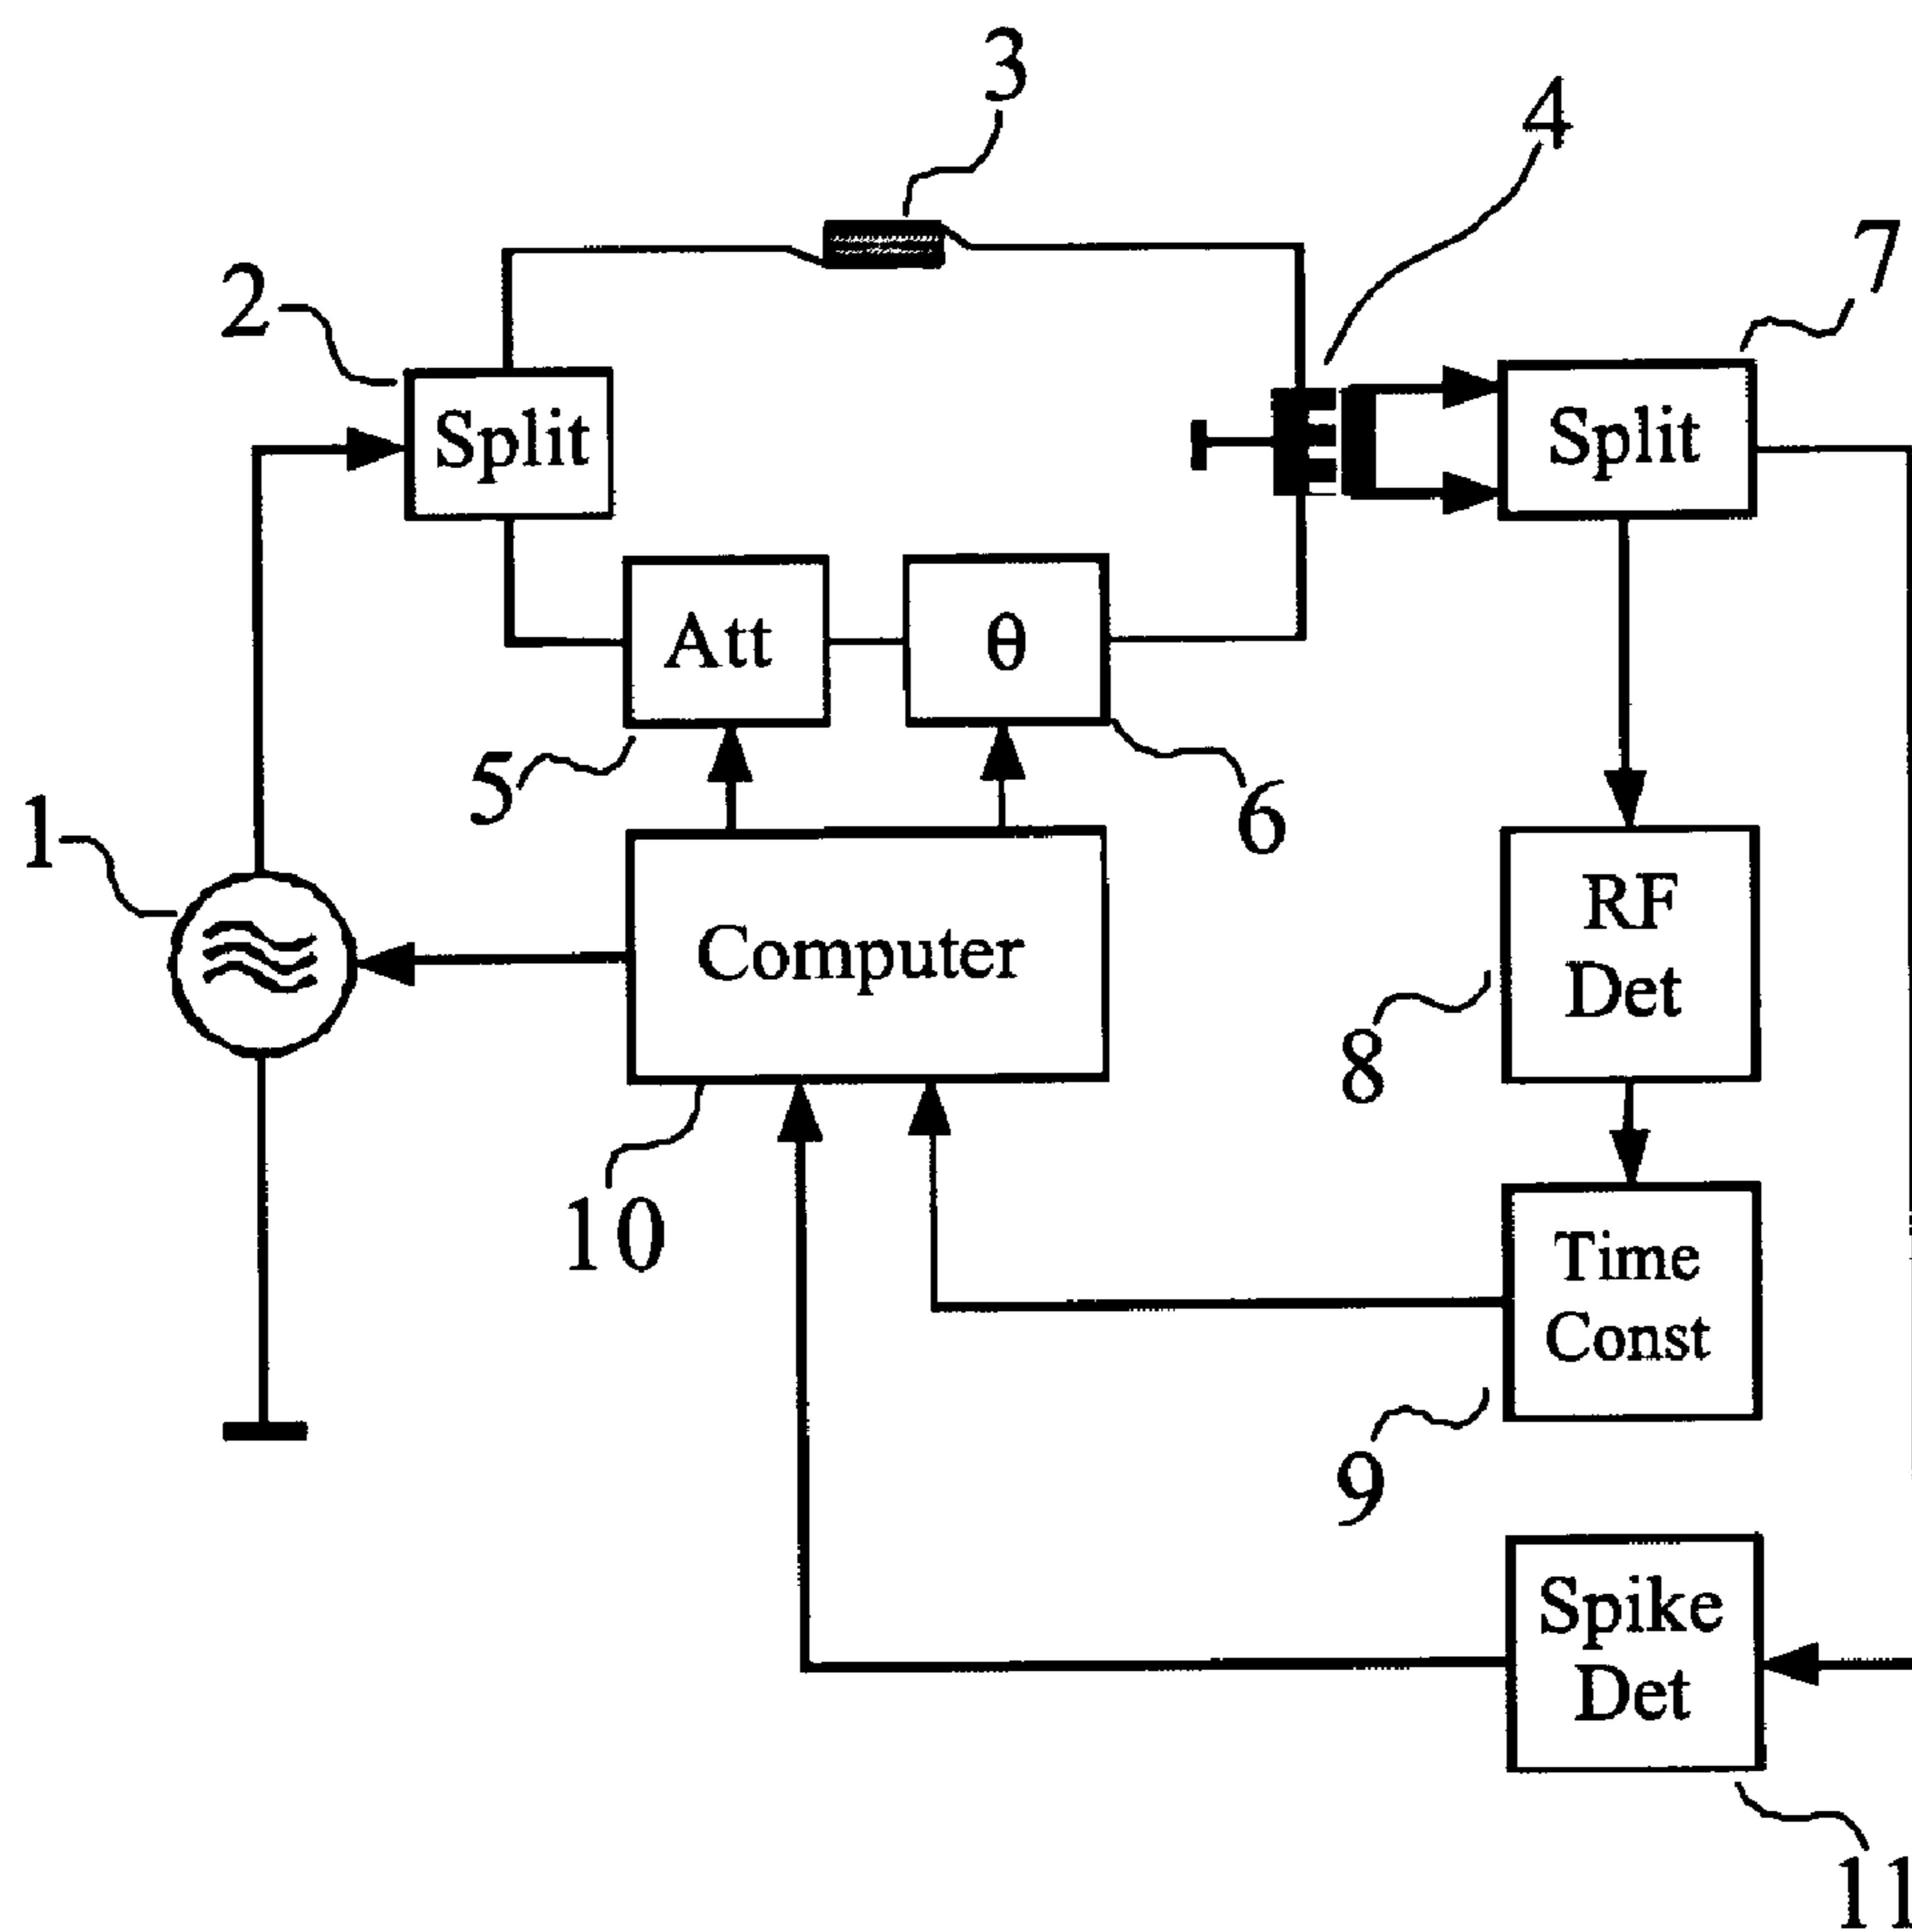 3
4
7
2
Split
Split
Att
θ
5
6
1
RF
Det
Computer
8
10
Time
Const
9
Spike
Det
11